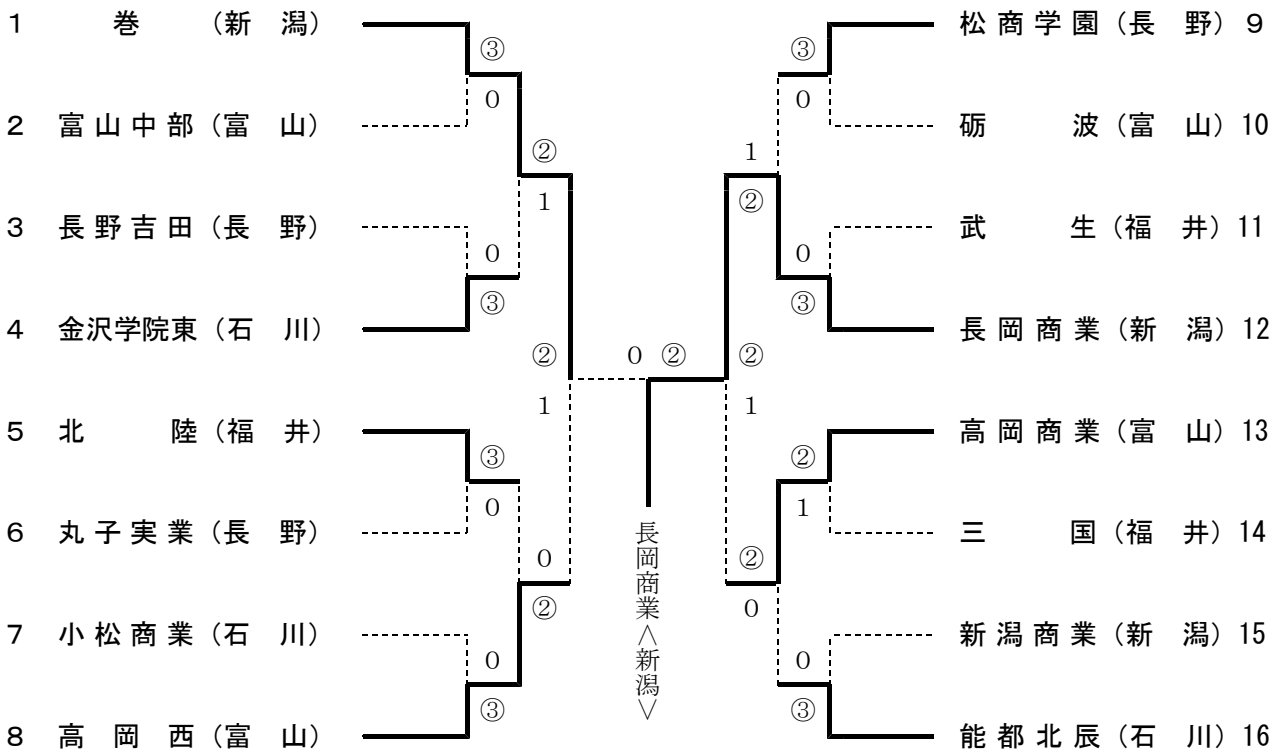 1 巻 (新 潟) 松商学園(長 野) 9
③ ③
0 0
2 富山中部(富 山) 砺 波(富 山) 10
② 1
1 ②
3 長野吉田(長 野) 武 生(福 井) 11
0 0
③ ③
4 金沢学院東(石 川) 長岡商業(新 潟) 12
② 0 ② ②
1 1
5 北 陸(福 井) 高岡商業(富 山) 13
③ ②
0 1
6 丸子実業(長 野) 三 国(福 井) 14
0 ②
② 0
7 小松商業(石 川) 新潟商業(新 潟) 15
0 0
③ ③
8 高岡西(富 山) 能都北辰(石 川) 16
長岡商業<新潟>